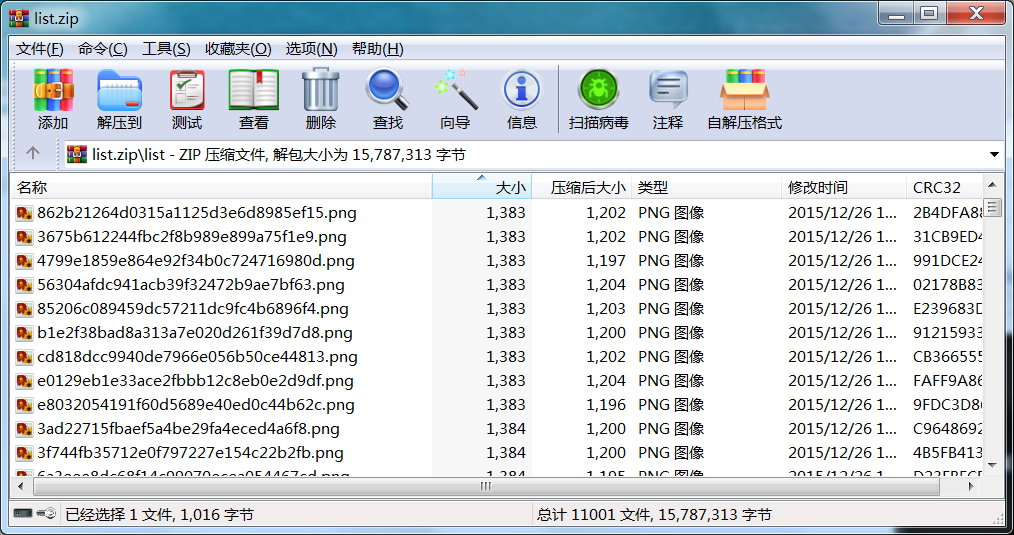 list.zip
文件(F) 命令(C) 工具(S) 收藏夹(O) 选项(N) 帮助(H)
添加 解压到 测试 查看 删除 查找 向导 信息 扫描病毒 注释 自解压格式
list.zip\list - ZIP 压缩文件, 解包大小为 15,787,313 字节
名称 大小 压缩后大小 类型 修改时间 CRC32
862b21264d0315a1125d3e6d8985ef15.png 1,383 1,202 PNG 图像 2015/12/26 1... 2B4DFA88
3675b612244fbc2f8b989e899a75f1e9.png 1,383 1,202 PNG 图像 2015/12/26 1... 31CB9ED4
4799e1859e864e92f34b0c724716980d.png 1,383 1,197 PNG 图像 2015/12/26 1... 991DCE24
56304afdc941acb39f32472b9ae7bf63.png 1,383 1,204 PNG 图像 2015/12/26 1... 02178B83
85206c089459dc57211dc9fc4b6896f4.png 1,383 1,203 PNG 图像 2015/12/26 1... E239683D
b1e2f38bad8a313a7e020d261f39d7d8.png 1,383 1,200 PNG 图像 2015/12/26 1... 91215933
cd818dcc9940de7966e056b50ce44813.png 1,383 1,202 PNG 图像 2015/12/26 1... CB366555
e0129eb1e33ace2fbbb12c8eb0e2d9df.png 1,383 1,204 PNG 图像 2015/12/26 1... FAFF9A86
e8032054191f60d5689e40ed0c44b62c.png 1,383 1,196 PNG 图像 2015/12/26 1... 9FDC3D86
3ad22715fbaef5a4be29fa4eced4a6f8.png 1,384 1,200 PNG 图像 2015/12/26 1... C9648692
3f744fb35712e0f797227e154c22b2fb.png 1,384 1,200 PNG 图像 2015/12/26 1... 4B5FB413
1,384 1,195 PNG 图像 2015/12/26 1...
已经选择 1 文件, 1,016 字节 总计 11001 文件, 15,787,313 字节